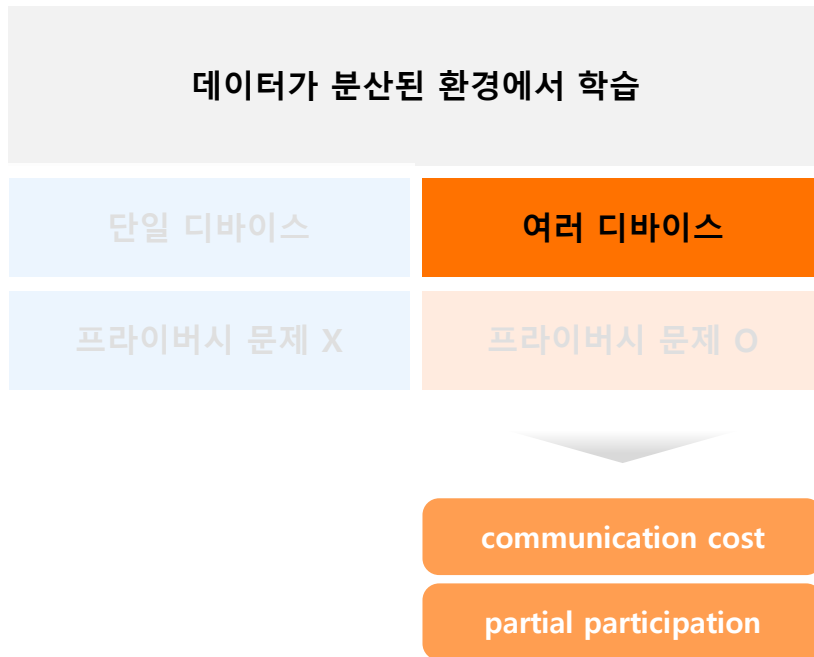 데이터가 분산된 환경에서 학습
단일 디바이스
여러 디바이스
프라이버시 문제 X
프라이버시 문제 O
communication cost
partial participation